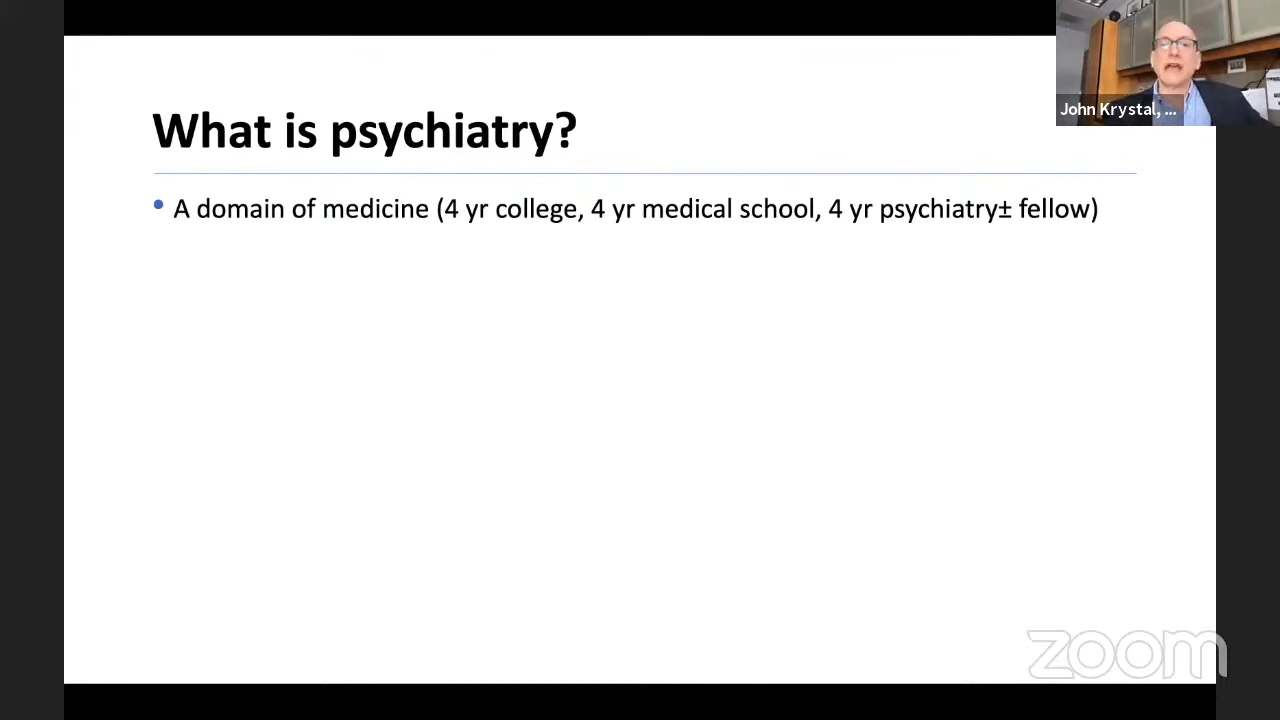 What is psychiatry?
John Krystal, ...
• A domain of medicine (4 yr college, 4 yr medical school, 4 yr psychiatry± fellow)
zoom